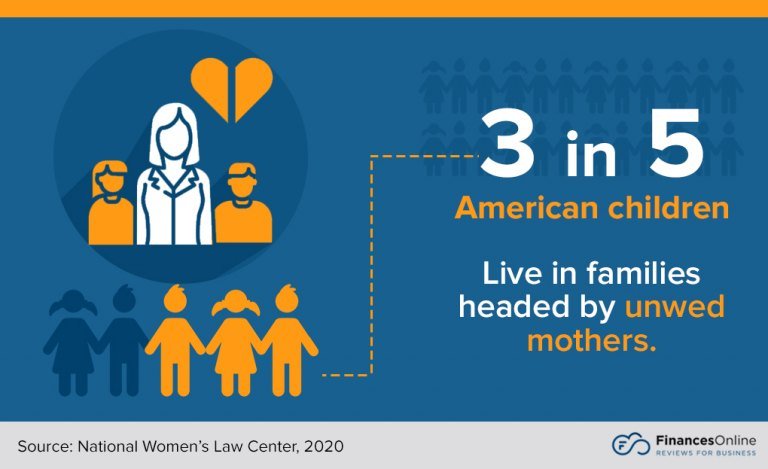 3 in 5
American children
Live in families
headed by unwed
mothers.
Source: National Women's Law Center, 2020
FinancesOnline
REVIEWS FOR BUSINESS